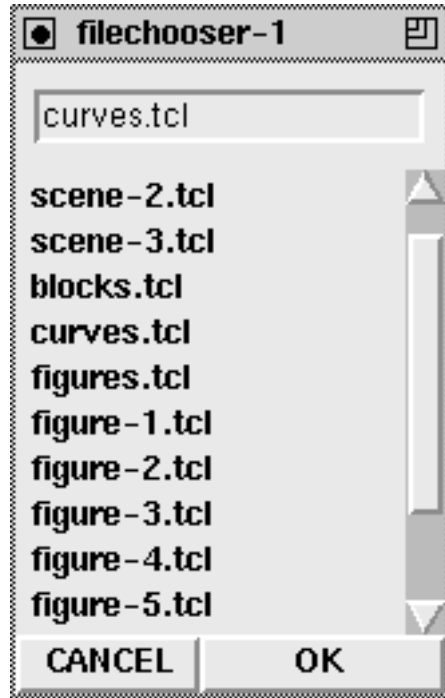 filechooser-1
curves.tcl
scene-2.tcl
scene-3.tcl
blocks.tcl
curves.tcl
figures.tcl
figure-1.tcl
figure-2.tcl
figure-3.tcl
figure-4.tcl
figure-5.tcl
CANCEL OK